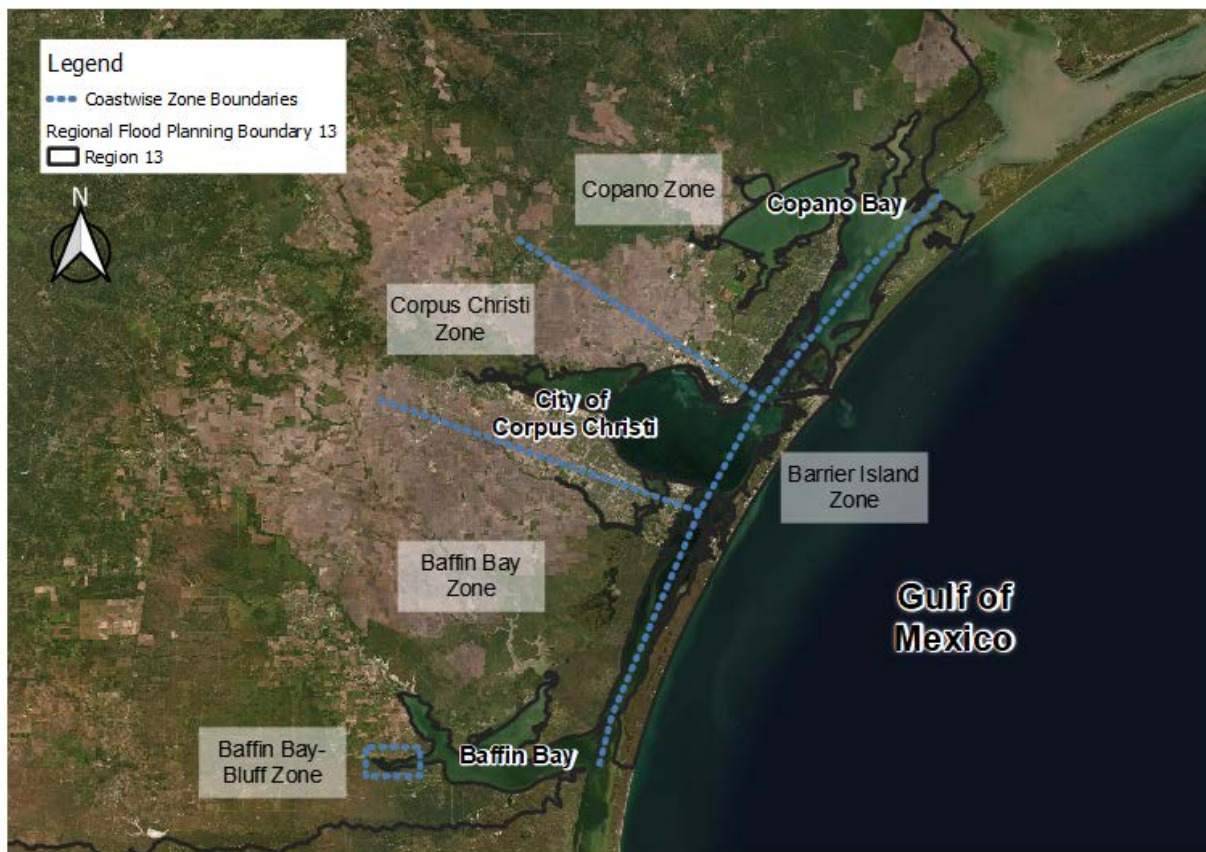 Legend
Coastwise Zone Boundaries
Regional Flood Planning Boundary 13
Region 13
N
Copano Zone
Copano Bay
Corpus Christi
Zone
City of
Corpus Christi
Barrier Island
Zone
Baffin Bay
Zone
Gulf of
Mexico
Baffin Bay-
Bluff Zone
Baffin Bay